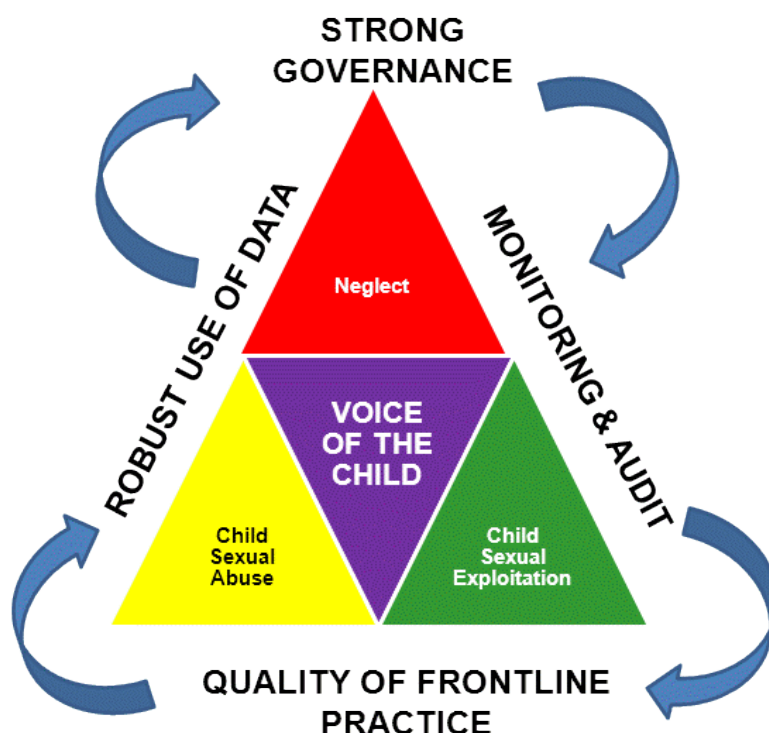 STRONG
GOVERNANCE
ROBUST USE OF DATA
MONITORING & AUDIT
Neglect
VOICE
OF THE
CHILD
Child
Sexual
Abuse
Child
Sexual
Exploitation
QUALITY OF FRONTLINE
PRACTICE